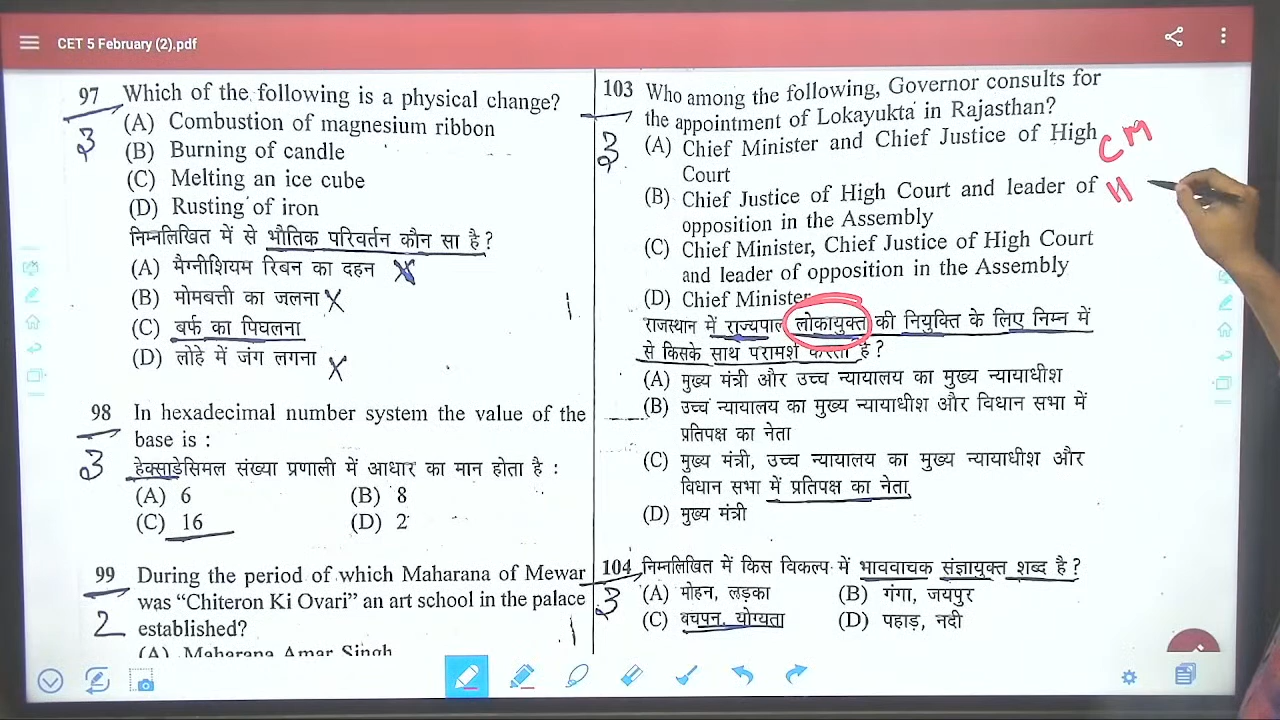 CET 5 February (2).pdf
97 Which of the following is a physical change?
3
(A) Combustion of magnesium ribbon
(B) Burning of candle
(C) Melting an ice cube
(D) Rusting of iron
निम्नलिखित में से भौतिक परिवर्तन कौन सा है?
(A) मैग्नीशियम रिबन का दहन X
(B) मोमबत्ती का जलना X
(C) बर्फ का पिघलना
(D) लोहे में जंग लगना X
98 In hexadecimal number system the value of the
base is :
3
हेक्साडेसिमल संख्या प्रणाली में आधार का मान होता है :
(A) 6 (B) 8
(C) 16 (D) 2
99 During the period of which Maharana of Mewar
was “Chiteron Ki Ovari” an art school in the palace
2
established?
(A) Maharana Amar Singh
103 Who among the following, Governor consults for
the appointment of Lokayukta in Rajasthan?
3
(A) Chief Minister and Chief Justice of High
Court
CM
(B) Chief Justice of High Court and leader of
opposition in the Assembly
H
(C) Chief Minister, Chief Justice of High Court
and leader of opposition in the Assembly
(D) Chief Minister
राजस्थान में राज्यपाल लोकायुक्त की नियुक्ति के लिए निम्न में
से किसके साथ परामर्श करता है?
(A) मुख्य मंत्री और उच्च न्यायालय का मुख्य न्यायाधीश
(B) उच्च न्यायालय का मुख्य न्यायाधीश और विधान सभा में
प्रतिपक्ष का नेता
(C) मुख्य मंत्री, उच्च न्यायालय का मुख्य न्यायाधीश और
विधान सभा में प्रतिपक्ष का नेता
(D) मुख्य मंत्री
104 निम्नलिखित में किस विकल्प में भाववाचक संज्ञायुक्त शब्द है?
3
(A) मोहन, लड़का (B) गंगा, जयपुर
(C) बचपन, योग्यता (D) पहाड़, नदी